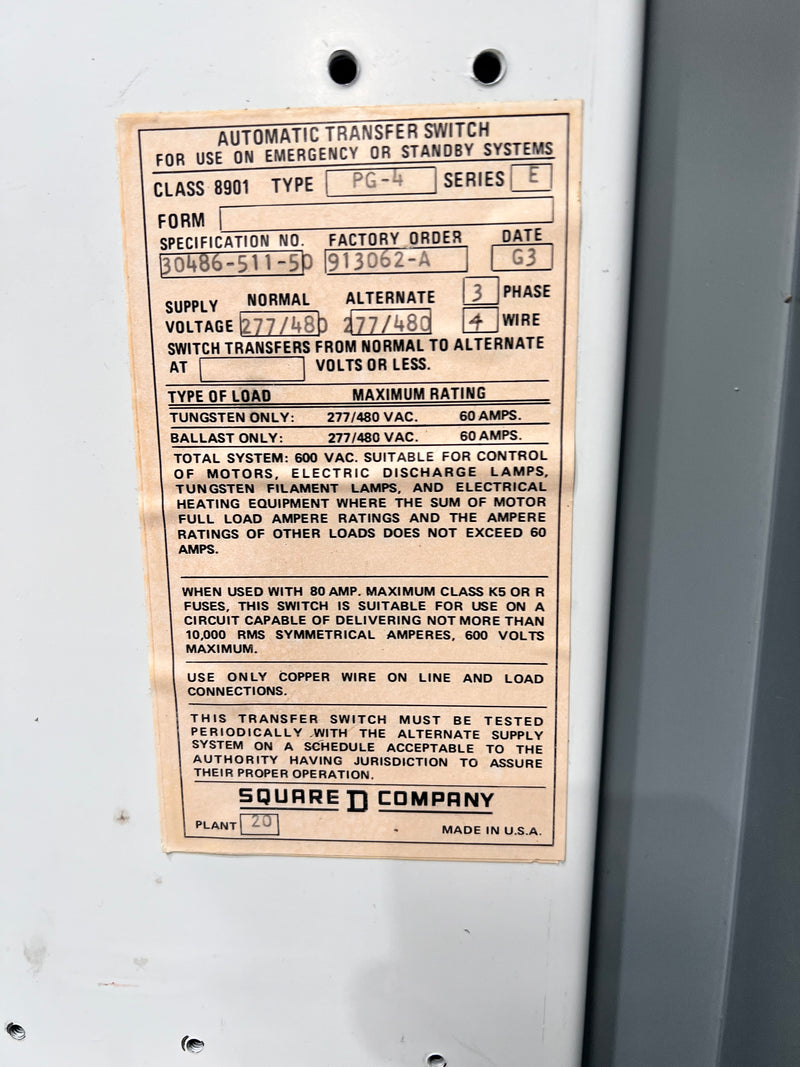 AUTOMATIC TRANSFER SWITCH
FOR USE ON EMERGENCY OR STANDBY SYSTEMS
CLASS 8901 TYPE PG-4 SERIES E
FORM
SPECIFICATION NO. FACTORY ORDER DATE
30486-511-50 913062-A G3
SUPPLY NORMAL ALTERNATE 3 PHASE
VOLTAGE 277/480 277/480 4 WIRE
SWITCH TRANSFERS FROM NORMAL TO ALTERNATE
AT VOLTS OR LESS.
TYPE OF LOAD MAXIMUM RATING
TUNGSTEN ONLY: 277/480 VAC. 60 AMPS.
BALLAST ONLY: 277/480 VAC. 60 AMPS.
TOTAL SYSTEM: 600 VAC. SUITABLE FOR CONTROL
OF MOTORS, ELECTRIC DISCHARGE LAMPS,
TUNGSTEN FILAMENT LAMPS, AND ELECTRICAL
HEATING EQUIPMENT WHERE THE SUM OF MOTOR
FULL LOAD AMPERE RATINGS AND THE AMPERE
RATINGS OF OTHER LOADS DOES NOT EXCEED 60
AMPS.
WHEN USED WITH 80 AMP. MAXIMUM CLASS K5 OR R
FUSES, THIS SWITCH IS SUITABLE FOR USE ON A
CIRCUIT CAPABLE OF DELIVERING NOT MORE THAN
10,000 RMS SYMMETRICAL AMPERES, 600 VOLTS
MAXIMUM.
USE ONLY COPPER WIRE ON LINE AND LOAD
CONNECTIONS.
THIS TRANSFER SWITCH MUST BE TESTED
PERIODICALLY WITH THE ALTERNATE SUPPLY
SYSTEM ON A SCHEDULE ACCEPTABLE TO THE
AUTHORITY HAVING JURISDICTION TO ASSURE
THEIR PROPER OPERATION.
SQUARE D COMPANY
PLANT 20 MADE IN U.S.A.